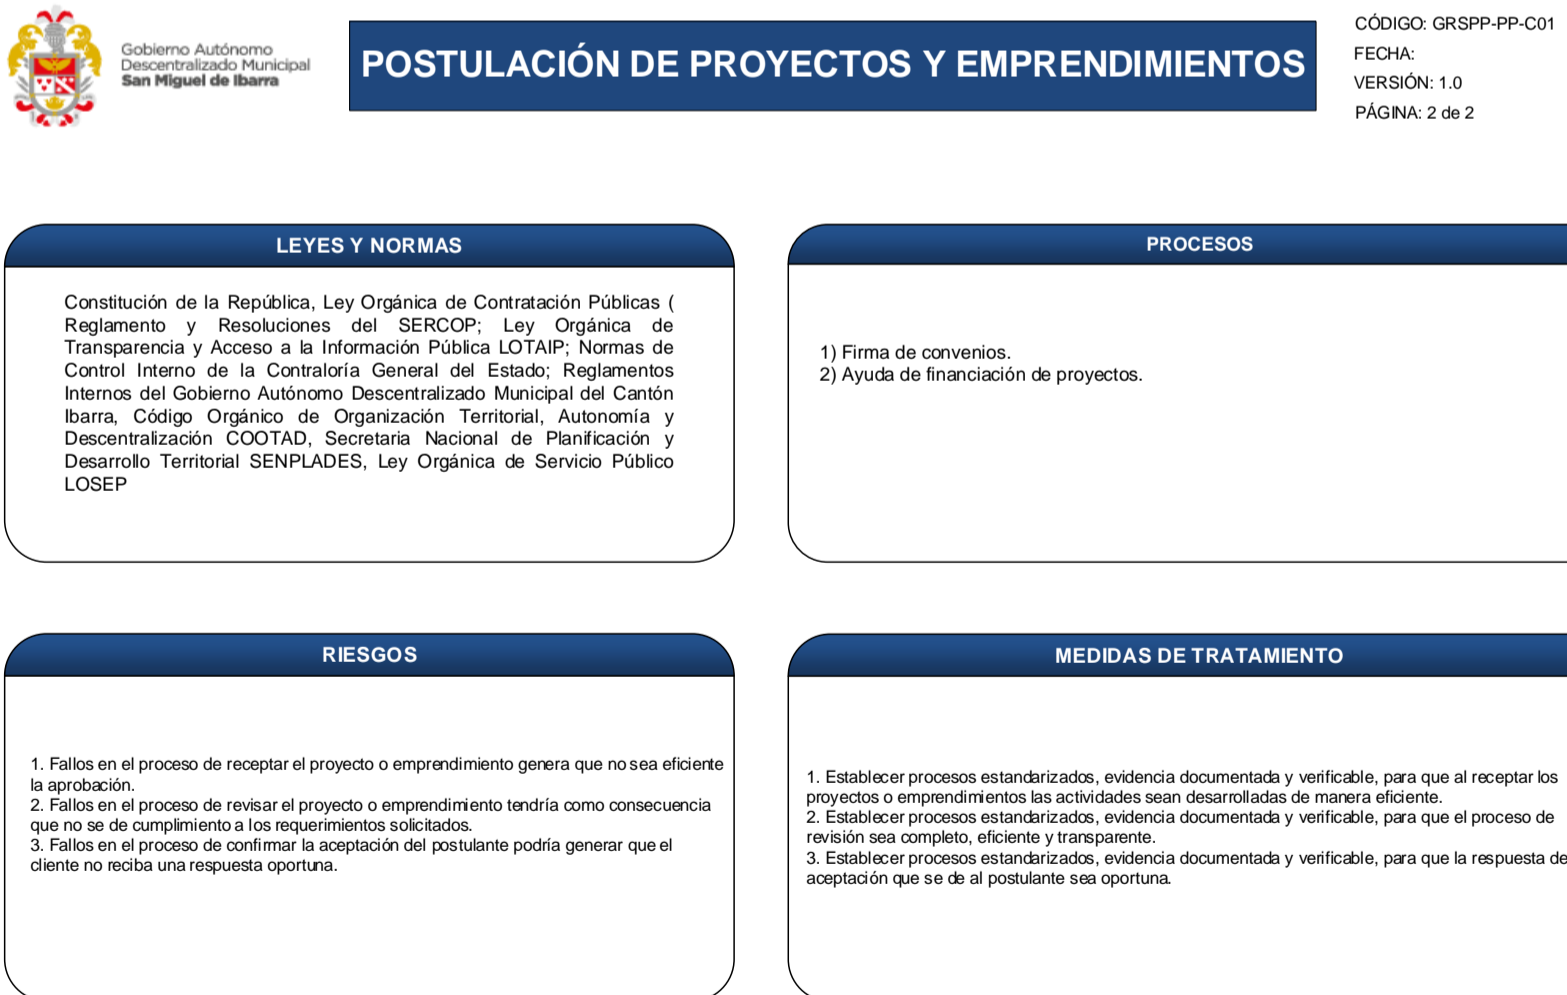 Gobierno Autónomo
Descentralizado Municipal
San Miguel de Ibarra
POSTULACIÓN DE PROYECTOS Y EMPRENDIMIENTOS
CÓDIGO: GRSPP-PP-C01
FECHA:
VERSIÓN: 1.0
PÁGINA: 2 de 2
LEYES Y NORMAS
Constitución de la República, Ley Orgánica de Contratación Públicas (
Reglamento y Resoluciones del SERCOP; Ley Orgánica de
Transparencia y Acceso a la Información Pública LOTAIP; Normas de
Control Interno de la Contraloría General del Estado; Reglamentos
Internos del Gobierno Autónomo Descentralizado Municipal del Cantón
Ibarra, Código Orgánico de Organización Territorial, Autonomía y
Descentralización COOTAD, Secretaria Nacional de Planificación y
Desarrollo Territorial SENPLADES, Ley Orgánica de Servicio Público
LOSEP
PROCESOS
1) Firma de convenios.
2) Ayuda de financiación de proyectos.
RIESGOS
1. Fallos en el proceso de receptar el proyecto o emprendimiento genera que no sea eficiente
la aprobación.
2. Fallos en el proceso de revisar el proyecto o emprendimiento tendría como consecuencia
que no se de cumplimiento a los requerimientos solicitados.
3. Fallos en el proceso de confirmar la aceptación del postulante podría generar que el
cliente no reciba una respuesta oportuna.
MEDIDAS DE TRATAMIENTO
1. Establecer procesos estandarizados, evidencia documentada y verificable, para que al receptar los
proyectos o emprendimientos las actividades sean desarrolladas de manera eficiente.
2. Establecer procesos estandarizados, evidencia documentada y verificable, para que el proceso de
revisión sea completo, eficiente y transparente.
3. Establecer procesos estandarizados, evidencia documentada y verificable, para que la respuesta de
aceptación que se de al postulante sea oportuna.